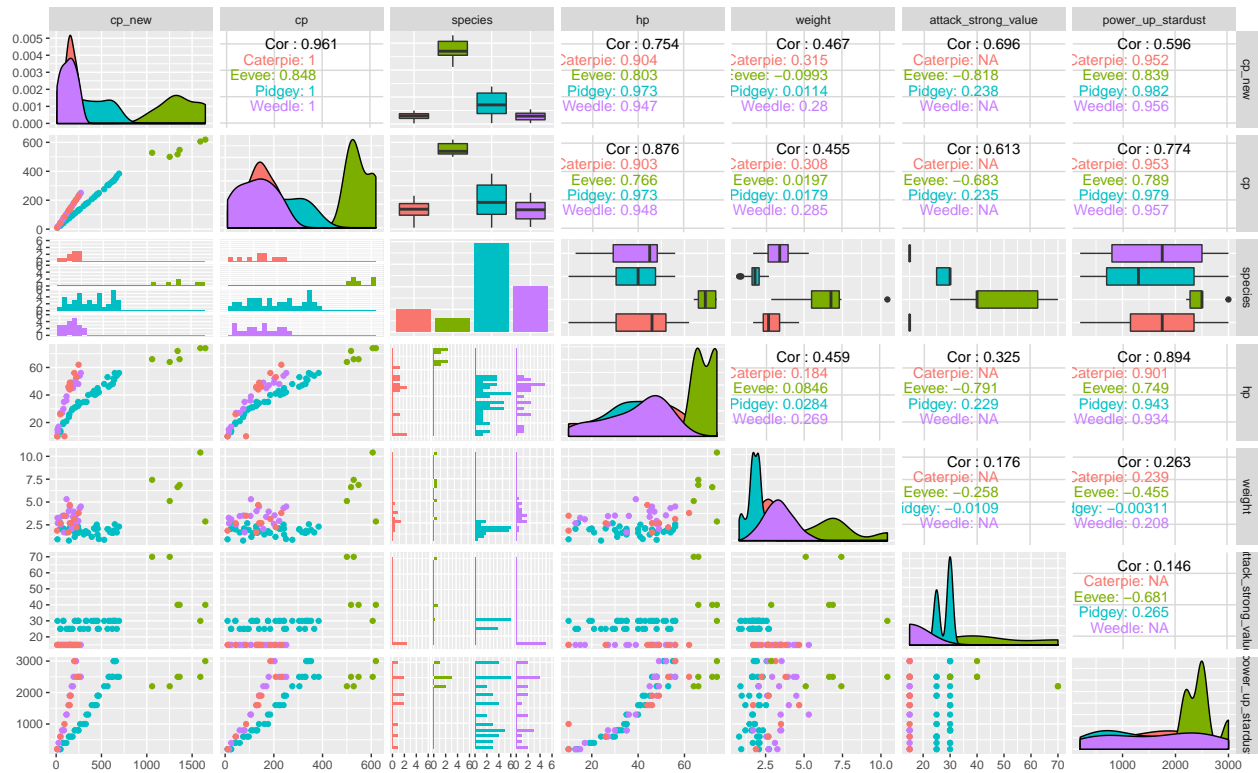 cp_new cp species hp weight attack_strong_value power_up_stardust
0.005
0.004
0.003
0.002
0.001
0.000
Cor : 0.961
Caterpie: 1
Eevee: 0.848
Pidgey: 1
Weedle: 1
Cor : 0.754
Caterpie: 0.904
Eevee: 0.803
Pidgey: 0.973
Weedle: 0.947
Cor : 0.467
Caterpie: 0.315
Eevee: −0.0993
Pidgey: 0.0114
Weedle: 0.28
Cor : 0.696
Caterpie: NA
Eevee: −0.818
Pidgey: 0.238
Weedle: NA
Cor : 0.596
Caterpie: 0.952
Eevee: 0.839
Pidgey: 0.982
Weedle: 0.956
cp_new
600
400
200
0
Cor : 0.876
Caterpie: 0.903
Eevee: 0.766
Pidgey: 0.973
Weedle: 0.948
Cor : 0.455
Caterpie: 0.308
Eevee: 0.0197
Pidgey: 0.0179
Weedle: 0.285
Cor : 0.613
Caterpie: NA
Eevee: −0.683
Pidgey: 0.235
Weedle: NA
Cor : 0.774
Caterpie: 0.953
Eevee: 0.789
Pidgey: 0.979
Weedle: 0.957
cp
species
60
40
20
Cor : 0.459
Caterpie: 0.184
Eevee: 0.0846
Pidgey: 0.0284
Weedle: 0.269
Cor : 0.325
Caterpie: NA
Eevee: −0.791
Pidgey: 0.229
Weedle: NA
Cor : 0.894
Caterpie: 0.901
Eevee: 0.749
Pidgey: 0.943
Weedle: 0.934
hp
10.0
7.5
5.0
2.5
Cor : 0.176
Caterpie: NA
Eevee: −0.258
idgey: −0.0109
Weedle: NA
Cor : 0.263
Caterpie: 0.239
Eevee: −0.455
dgey: −0.00311
Weedle: 0.208
weight
70
60
50
40
30
20
Cor : 0.146
Caterpie: NA
Eevee: −0.681
Pidgey: 0.265
Weedle: NA
ttack_strong_valu
3000
2000
1000
ower_up_stardus
0 500 1000 1500
0 200 400 600
0 2 4 6 0 2 4 6 0 2 4 6 0 2 4 6
20 40 60
2.5 5.0 7.5 10.0
20 30 40 50 60 70
1000 2000 3000